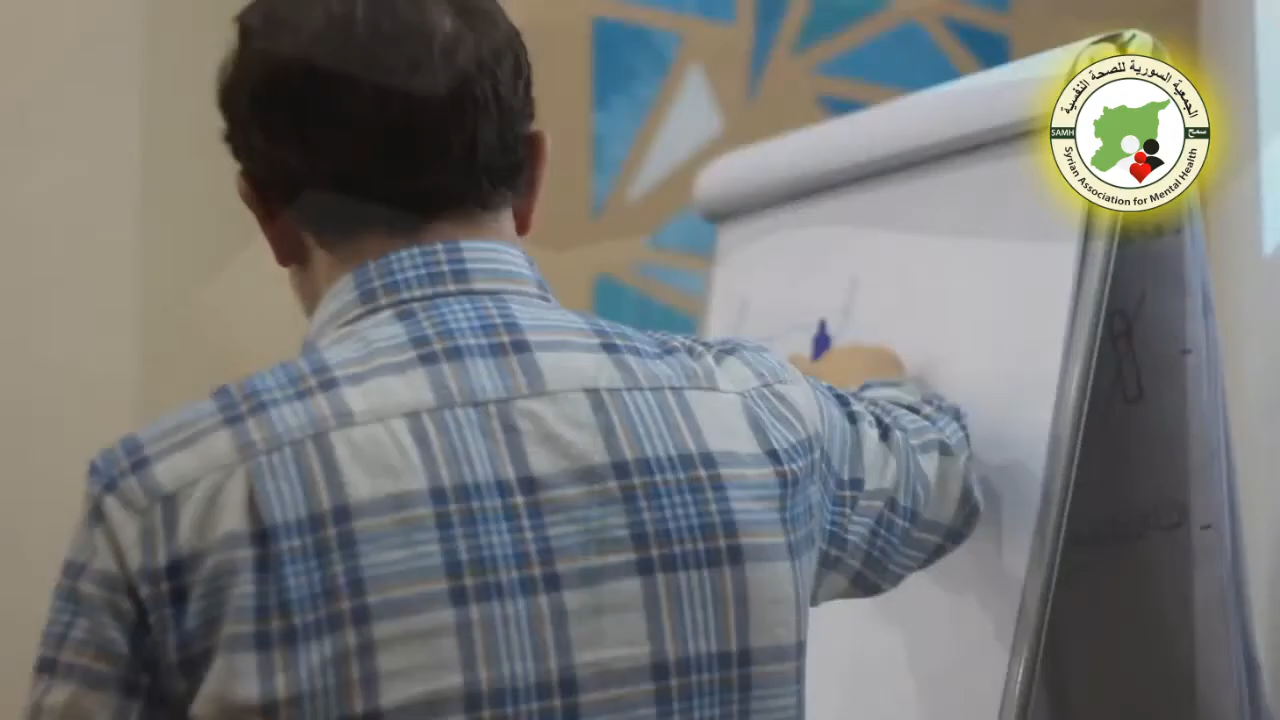 الجمعية السورية للصحة النفسية
SAMH
سمح
Syrian Association for Mental Health